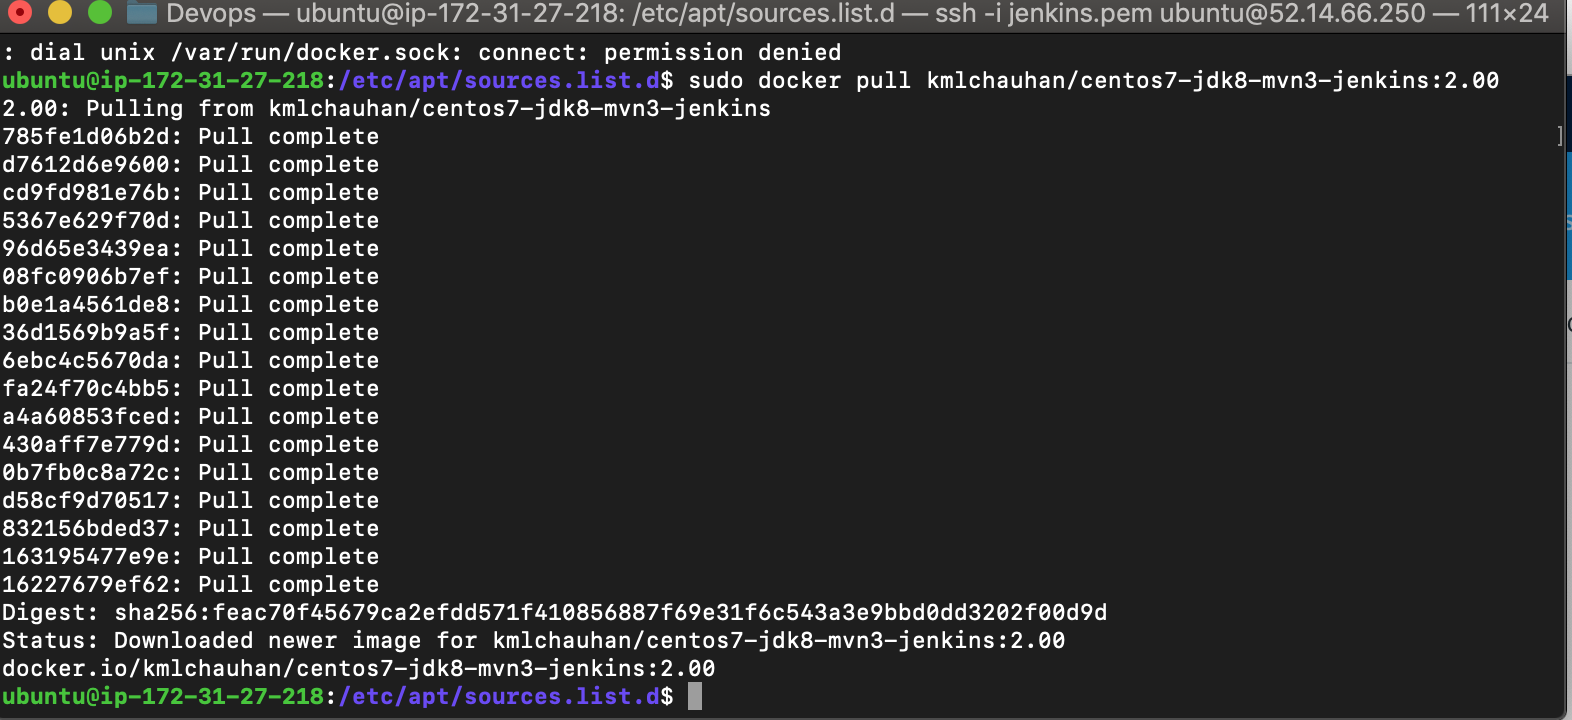 Devops — ubuntu@ip-172-31-27-218: /etc/apt/sources.list.d — ssh -i jenkins.pem ubuntu@52.14.66.250 — 111×24
: dial unix /var/run/docker.sock: connect: permission denied
ubuntu@ip-172-31-27-218:/etc/apt/sources.list.d$ sudo docker pull kmlchauhan/centos7-jdk8-mvn3-jenkins:2.00
2.00: Pulling from kmlchauhan/centos7-jdk8-mvn3-jenkins
785fe1d06b2d: Pull complete
d7612d6e9600: Pull complete
cd9fd981e76b: Pull complete
5367e629f70d: Pull complete
96d65e3439ea: Pull complete
08fc0906b7ef: Pull complete
b0e1a4561de8: Pull complete
36d1569b9a5f: Pull complete
6ebc4c5670da: Pull complete
fa24f70c4bb5: Pull complete
a4a60853fced: Pull complete
430aff7e779d: Pull complete
0b7fb0c8a72c: Pull complete
d58cf9d70517: Pull complete
832156bded37: Pull complete
163195477e9e: Pull complete
16227679ef62: Pull complete
Digest: sha256:feac70f45679ca2efdd571f410856887f69e31f6c543a3e9bbd0dd3202f00d9d
Status: Downloaded newer image for kmlchauhan/centos7-jdk8-mvn3-jenkins:2.00
docker.io/kmlchauhan/centos7-jdk8-mvn3-jenkins:2.00
ubuntu@ip-172-31-27-218:/etc/apt/sources.list.d$